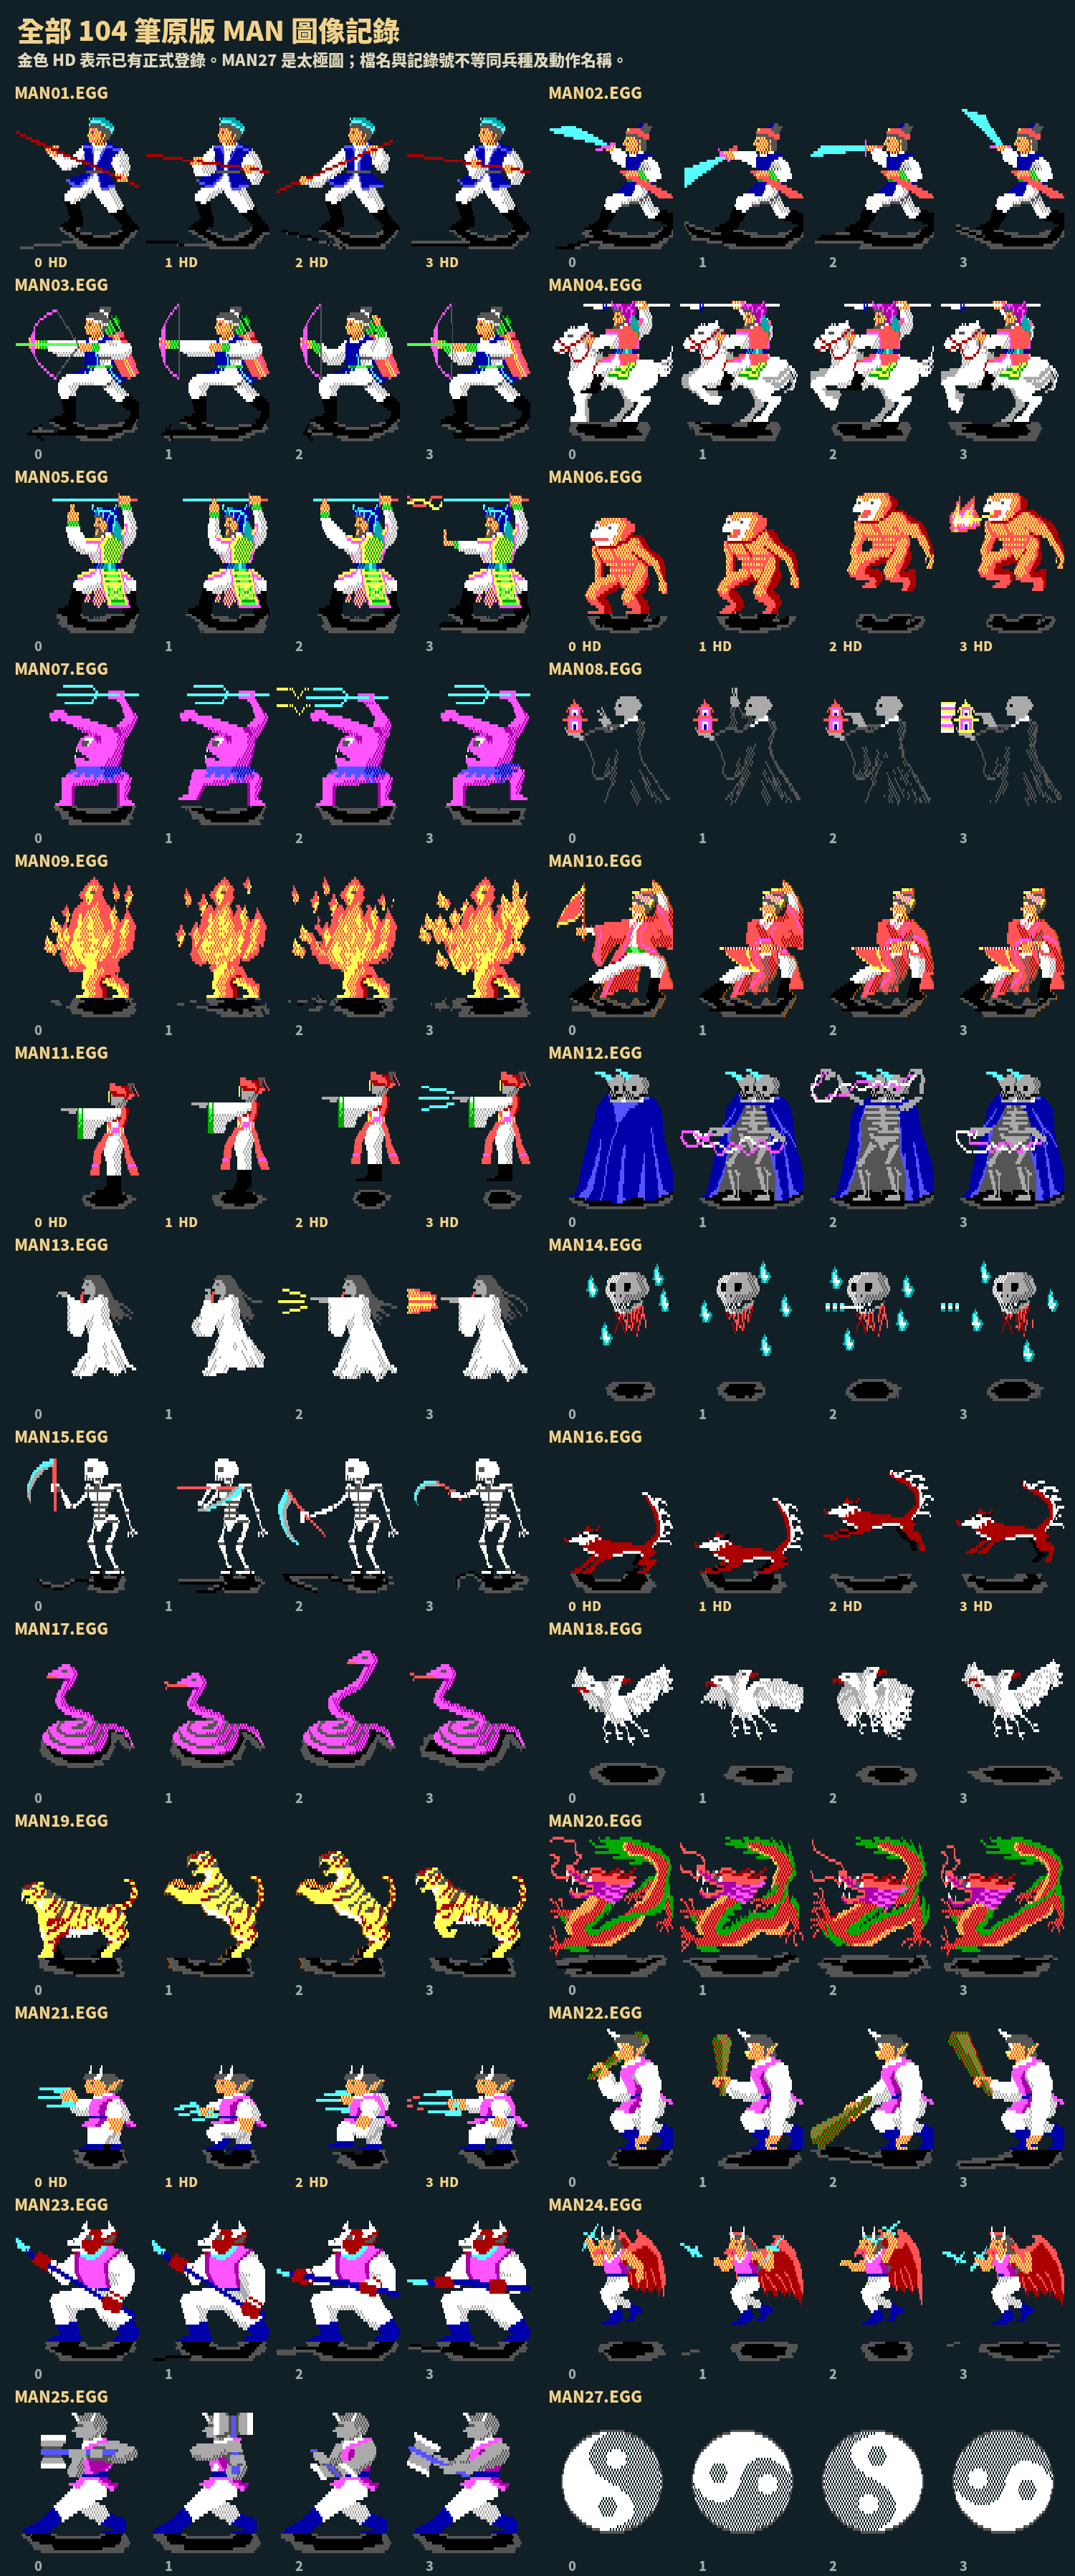 全部 104 筆原版 MAN 圖像記錄
金色 HD 表示已有正式登錄。MAN27 是太極圖；檔名與記錄號不等同兵種及動作名稱。
MAN01.EGG MAN02.EGG
0 HD 1 HD 2 HD 3 HD 0 1 2 3
MAN03.EGG MAN04.EGG
0 1 2 3 0 1 2 3
MAN05.EGG MAN06.EGG
0 1 2 3 0 HD 1 HD 2 HD 3 HD
MAN07.EGG MAN08.EGG
0 1 2 3 0 1 2 3
MAN09.EGG MAN10.EGG
0 1 2 3 0 1 2 3
MAN11.EGG MAN12.EGG
0 HD 1 HD 2 HD 3 HD 0 1 2 3
MAN13.EGG MAN14.EGG
0 1 2 3 0 1 2 3
MAN15.EGG MAN16.EGG
0 1 2 3 0 HD 1 HD 2 HD 3 HD
MAN17.EGG MAN18.EGG
0 1 2 3 0 1 2 3
MAN19.EGG MAN20.EGG
0 1 2 3 0 1 2 3
MAN21.EGG MAN22.EGG
0 HD 1 HD 2 HD 3 HD 0 1 2 3
MAN23.EGG MAN24.EGG
0 1 2 3 0 1 2 3
MAN25.EGG MAN27.EGG
0 1 2 3 0 1 2 3